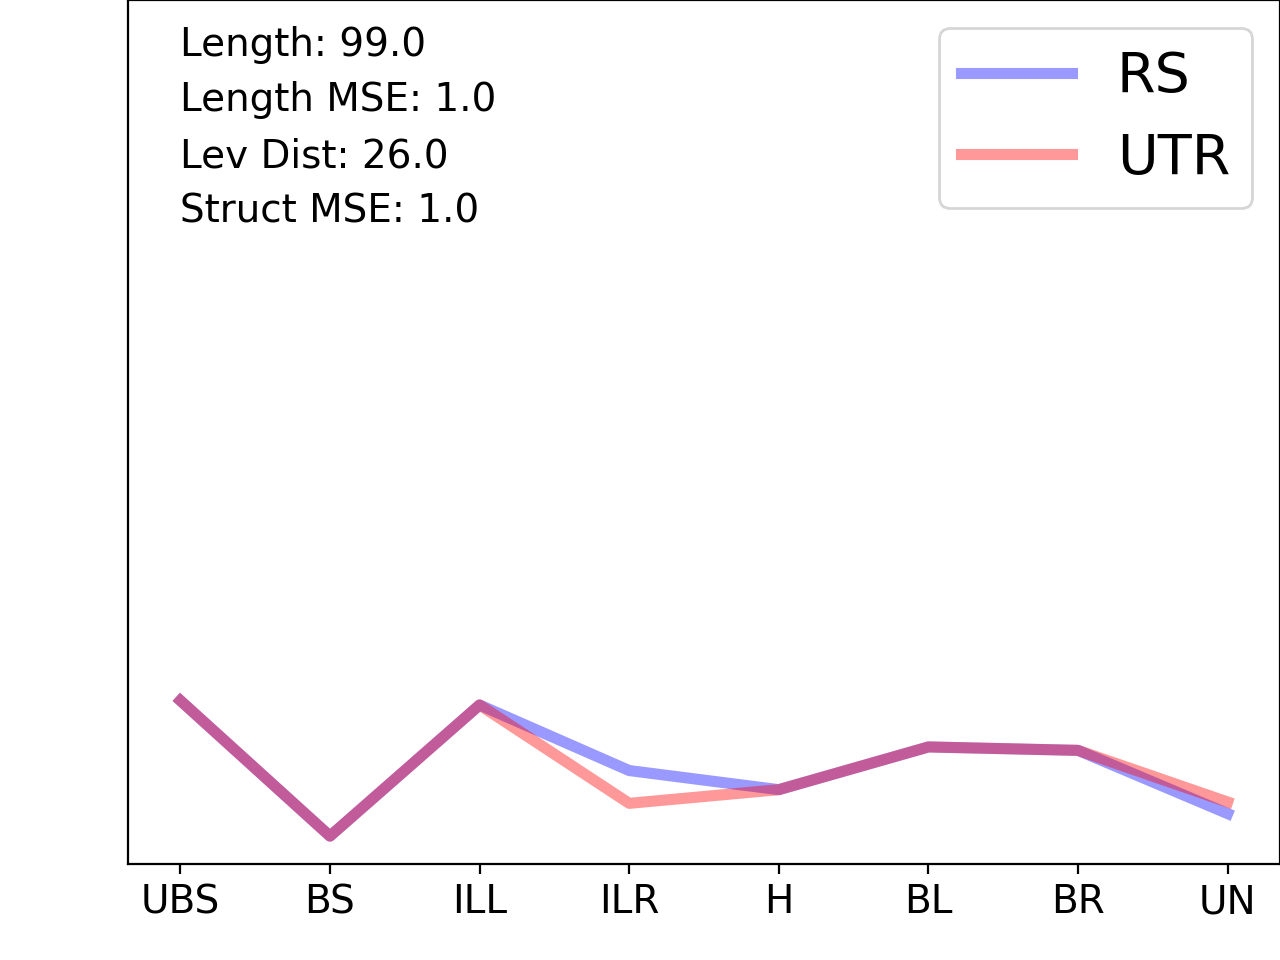 Length: 99.0
Length MSE: 1.0
Lev Dist: 26.0
Struct MSE: 1.0
RS
UTR
UBS BS ILL ILR H BL BR UN